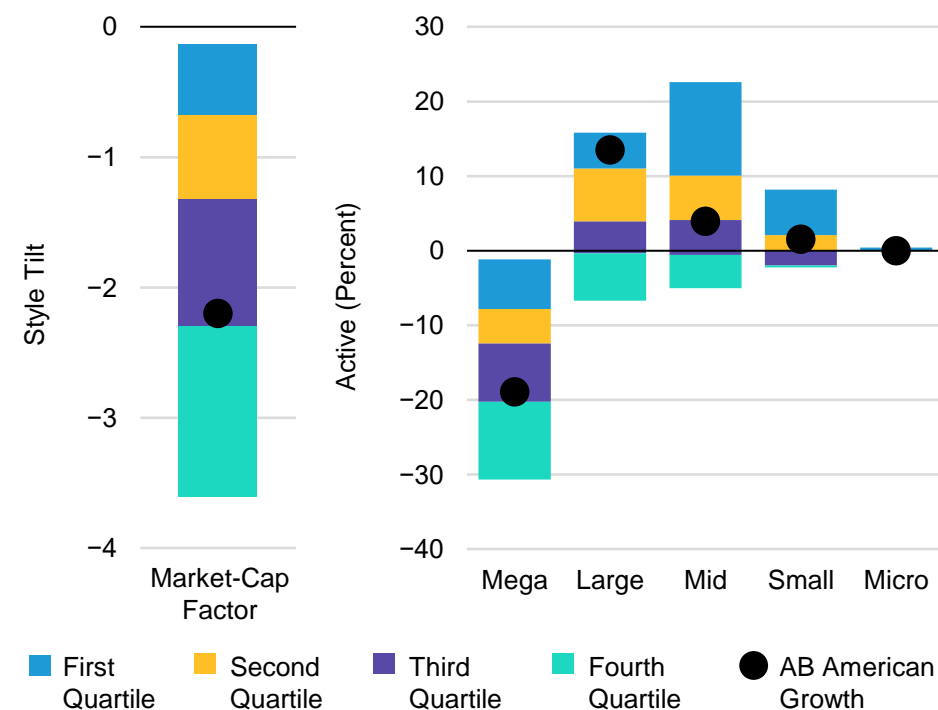 Style Tilt
0
−1
−2
−3
−4
Market-Cap
Factor
Active (Percent)
30
20
10
0
−10
−20
−30
−40
Mega
Large
Mid
Small
Micro
First
Quartile
Second
Quartile
Third
Quartile
Fourth
Quartile
AB American
Growth